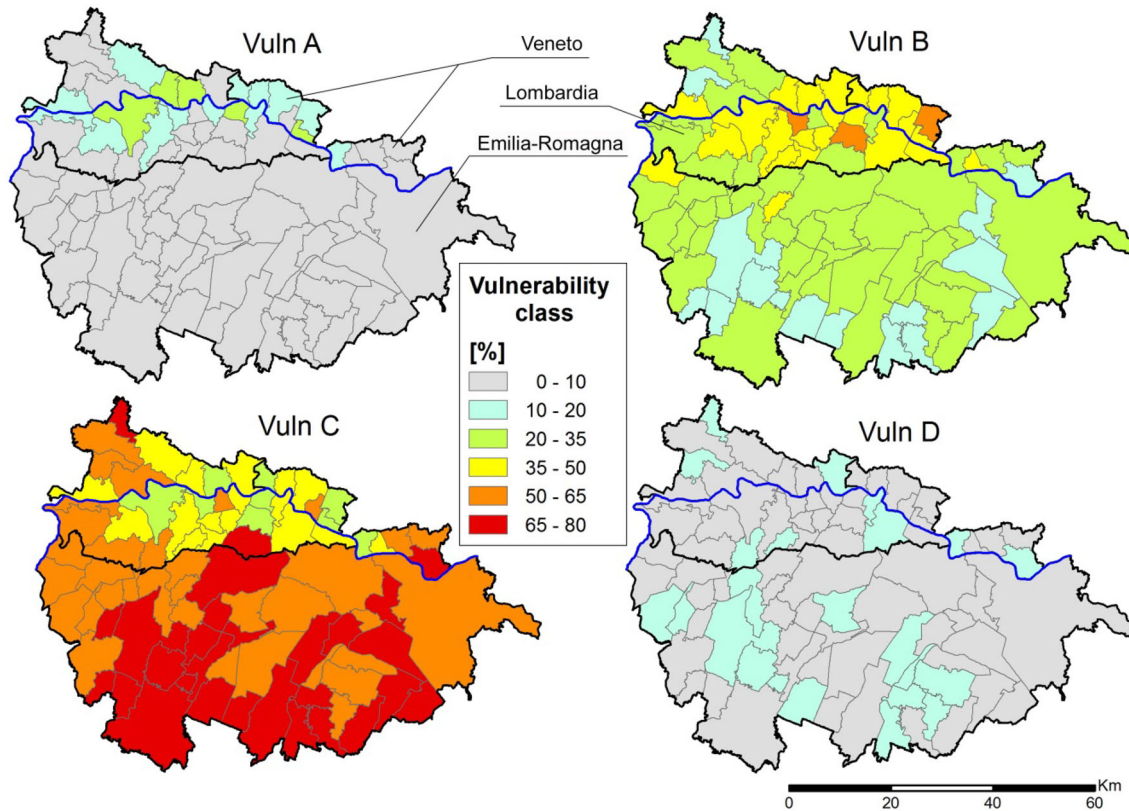 Vuln A
Veneto
Vuln B
Lombardia
Emilia-Romagna
Vulnerability
class
[%]
0 - 10
10 - 20
20 - 35
35 - 50
50 - 65
65 - 80
Vuln C
Vuln D
Km
0 20 40 60